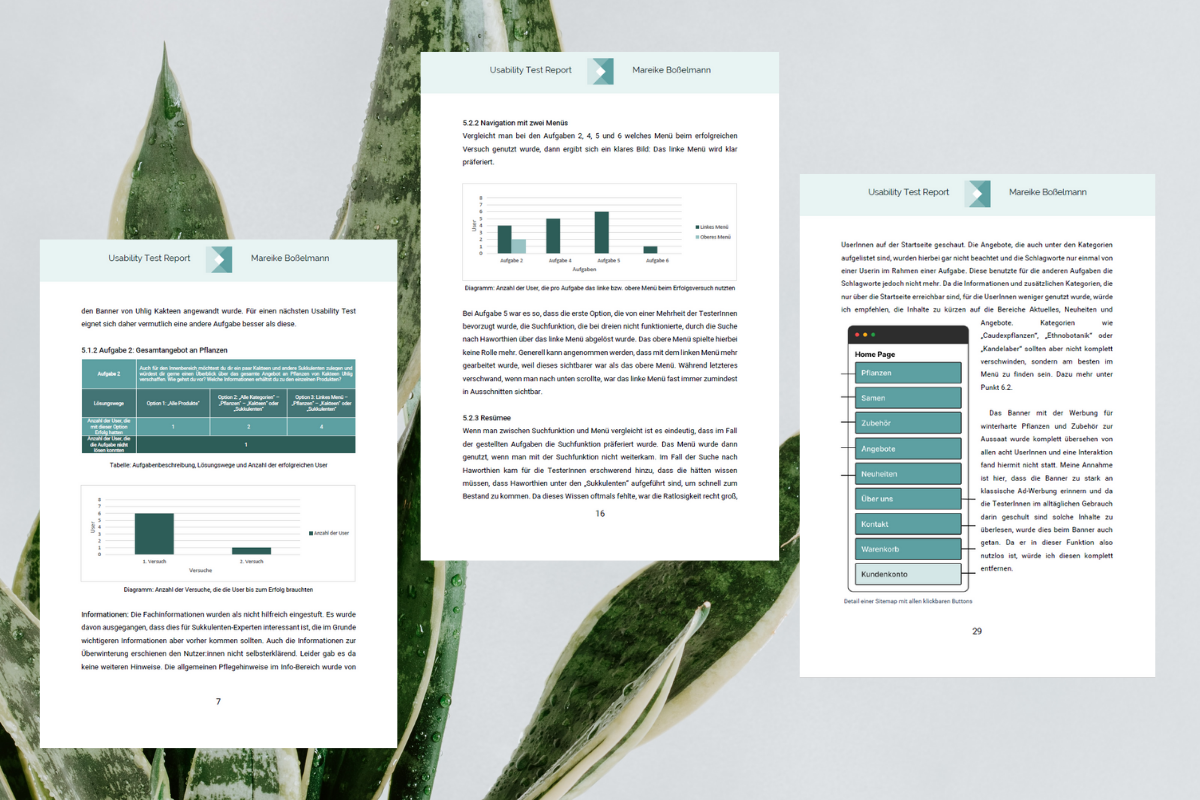 Usability Test Report
Mareike Boßelmann
den Banner von Uhlig Kakteen angewandt wurde. Für einen nächsten Usability Test
eignet sich daher vermutlich eine andere Aufgabe besser als diese.
5.1.2 Aufgabe 2: Gesamtangebot an Pflanzen
Aufgabe 2
Auch für den Innenbereich möchtest du dir ein paar Kakteen und andere Sukkulenten zulegen und
würdest dir gerne einen Überblick über das gesamte Angebot an Pflanzen von Kakteen Uhlig
verschaffen. Wie gehst du vor? Welche Informationen erhältst du zu den einzelnen Produkten?
Lösungswege
Option 1: „Alle Produkte“
Option 2: „Alle Kategorien“ –
„Pflanzen“ – „Kakteen“ oder
„Sukkulenten“
Option 3: Linkes Menü –
„Pflanzen“ – „Kakteen“ oder
„Sukkulenten“
Anzahl der User, die
mit dieser Option
Erfolg hatten
1
2
4
Anzahl der User, die
die Aufgabe nicht
lösen konnten
1
Tabelle: Aufgabenbeschreibung, Lösungswege und Anzahl der erfolgreichen User
8
7
6
5
4
3
2
1
0
User
1. Versuch
2. Versuch
Versuche
Anzahl der User
Diagramm: Anzahl der Versuche, die die User bis zum Erfolg brauchten
Informationen: Die Fachinformationen wurden als nicht hilfreich eingestuft. Es wurde
davon ausgegangen, dass dies für Sukkulenten-Experten interessant ist, die im Grunde
wichtigeren Informationen aber vorher kommen sollten. Auch die Informationen zur
Überwinterung erschienen den Nutzer:innen nicht selbsterklärend. Leider gab es da
keine weiteren Hinweise. Die allgemeinen Pflegehinweise im Info-Bereich wurde von
7
Usability Test Report
Mareike Boßelmann
5.2.2 Navigation mit zwei Menüs
Vergleicht man bei den Aufgaben 2, 4, 5 und 6 welches Menü beim erfolgreichen
Versuch genutzt wurde, dann ergibt sich ein klares Bild: Das linke Menü wird klar
präferiert.
8
7
6
5
4
3
2
1
0
User
Aufgabe 2
Aufgabe 4
Aufgabe 5
Aufgabe 6
Aufgaben
Linkes Menü
Oberes Menü
Diagramm: Anzahl der User, die pro Aufgabe das linke bzw. obere Menü beim Erfolgsversuch nutzten
Bei Aufgabe 5 war es so, dass die erste Option, die von einer Mehrheit der TesterInnen
bevorzugt wurde, die Suchfunktion, die bei dreien nicht funktionierte, durch die Suche
nach Haworthien über das linke Menü abgelöst wurde. Das obere Menü spielte hierbei
keine Rolle mehr. Generell kann angenommen werden, dass mit dem linken Menü mehr
gearbeitet wurde, weil dieses sichtbarer war als das obere Menü. Während letzteres
verschwand, wenn man nach unten scrollte, war das linke Menü fast immer zumindest
in Ausschnitten sichtbar.
5.2.3 Resümee
Wenn man zwischen Suchfunktion und Menü vergleicht ist es eindeutig, dass im Fall
der gestellten Aufgaben die Suchfunktion präferiert wurde. Das Menü wurde dann
genutzt, wenn man mit der Suchfunktion nicht weiterkam. Im Fall der Suche nach
Haworthien kam für die TesterInnen erschwerend hinzu, dass die hätten wissen
müssen, dass Haworthien unter den „Sukkulenten“ aufgeführt sind, um schnell zum
Bestand zu kommen. Da dieses Wissen oftmals fehlte, war die Ratlosigkeit recht groß,
16
Usability Test Report
Mareike Boßelmann
UserInnen auf der Startseite geschaut. Die Angebote, die auch unter den Kategorien
aufgelistet sind, wurden hierbei gar nicht beachtet und die Schlagworte nur einmal von
einer Userin im Rahmen einer Aufgabe. Diese benutzte für die anderen Aufgaben die
Schlagworte jedoch nicht mehr. Da die Informationen und zusätzlichen Kategorien, die
nur über die Startseite erreichbar sind, für die UserInnen weniger genutzt wurde, würde
ich empfehlen, die Inhalte zu kürzen auf die Bereiche Aktuelles, Neuheiten und
Angebote. Kategorien wie
„Caudexpflanzen“, „Ethnobotanik“ oder
„Kandelaber“ sollten aber nicht komplett
verschwinden, sondern am besten im
Menü zu finden sein. Dazu mehr unter
Punkt 6.2.
Das Banner mit der Werbung für
winterharte Pflanzen und Zubehör zur
Aussaat wurde komplett übersehen von
allen acht UserInnen und eine Interaktion
fand hiermit nicht statt. Meine Annahme
ist hier, dass die Banner zu stark an
klassische Ad-Werbung erinnern und da
die TesterInnen im alltäglichen Gebrauch
darin geschult sind solche Inhalte zu
überlesen, wurde dies beim Banner auch
getan. Da er in dieser Funktion also
nutzlos ist, würde ich diesen komplett
entfernen.
Home Page
Pflanzen
Samen
Zubehör
Angebote
Neuheiten
Über uns
Kontakt
Warenkorb
Kundenkonto
Detail einer Sitemap mit allen klickbaren Buttons
29